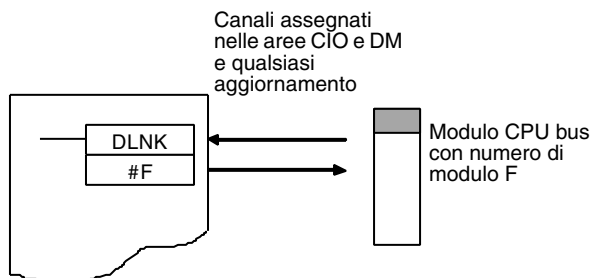 Canali assegnati
nelle aree CIO e DM
e qualsiasi
aggiornamento
DLNK
#F
Modulo CPU bus
con numero di
modulo F